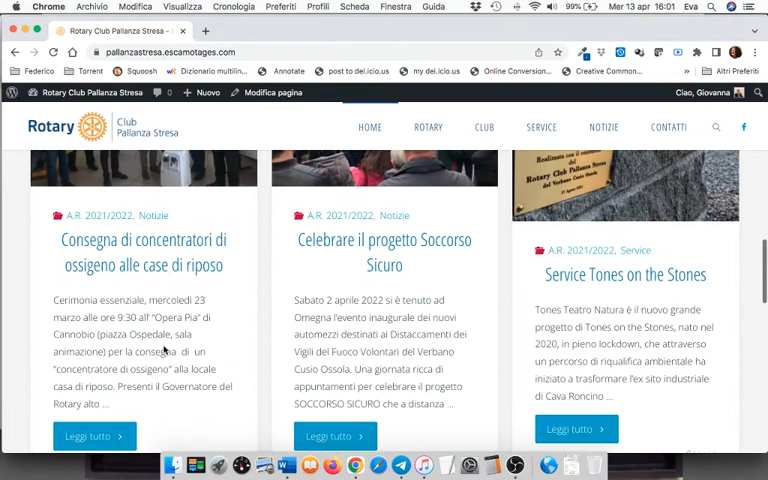 Chrome Archivio Modifica Visualizza Cronologia Preferiti Profili Scheda Finestra Guida 99% Mer 13 apr 16:01 Eva
Rotary Club Pallanza Stresa –
pallanzastresa.escamotages.com
Federico Torrent Squoosh Dizionario multilin... Annotate post to del.icio.us my del.icio.us Online Conversion... Creative Common... » Altri Preferiti
Rotary Club Pallanza Stresa 0 + Nuovo Modifica pagina Ciao, Giovanna
Rotary Club Pallanza Stresa HOME ROTARY CLUB SERVICE NOTIZIE CONTATTI
Realizzata con il
del Rotary Club Pallanza Stresa
27 Agosto 2021
A.R. 2021/2022, Notizie
Consegna di concentratori di
ossigeno alle case di riposo
Cerimonia essenziale, mercoledì 23
marzo alle ore 9:30 all' "Opera Pia" di
Cannobio (piazza Ospedale, sala
animazione) per la consegna di un
"concentratore di ossigeno" alla locale
casa di riposo. Presenti il Governatore del
Rotary alto ...
Leggi tutto
A.R. 2021/2022, Notizie
Celebrare il progetto Soccorso
Sicuro
Sabato 2 aprile 2022 si è tenuto ad
Omegna l'evento inaugurale dei nuovi
automezzi destinati ai Distaccamenti dei
Vigili del Fuoco Volontari del Verbano
Cusio Ossola. Una giornata ricca di
appuntamenti per celebrare il progetto
SOCCORSO SICURO che a distanza ...
Leggi tutto
A.R. 2021/2022, Service
Service Tones on the Stones
Tones Teatro Natura è il nuovo grande
progetto di Tones on the Stones, nato nel
2020, in pieno lockdown, che attraverso
un percorso di riqualifica ambientale ha
iniziato a trasformare l'ex sito industriale
di Cava Roncino ...
Leggi tutto